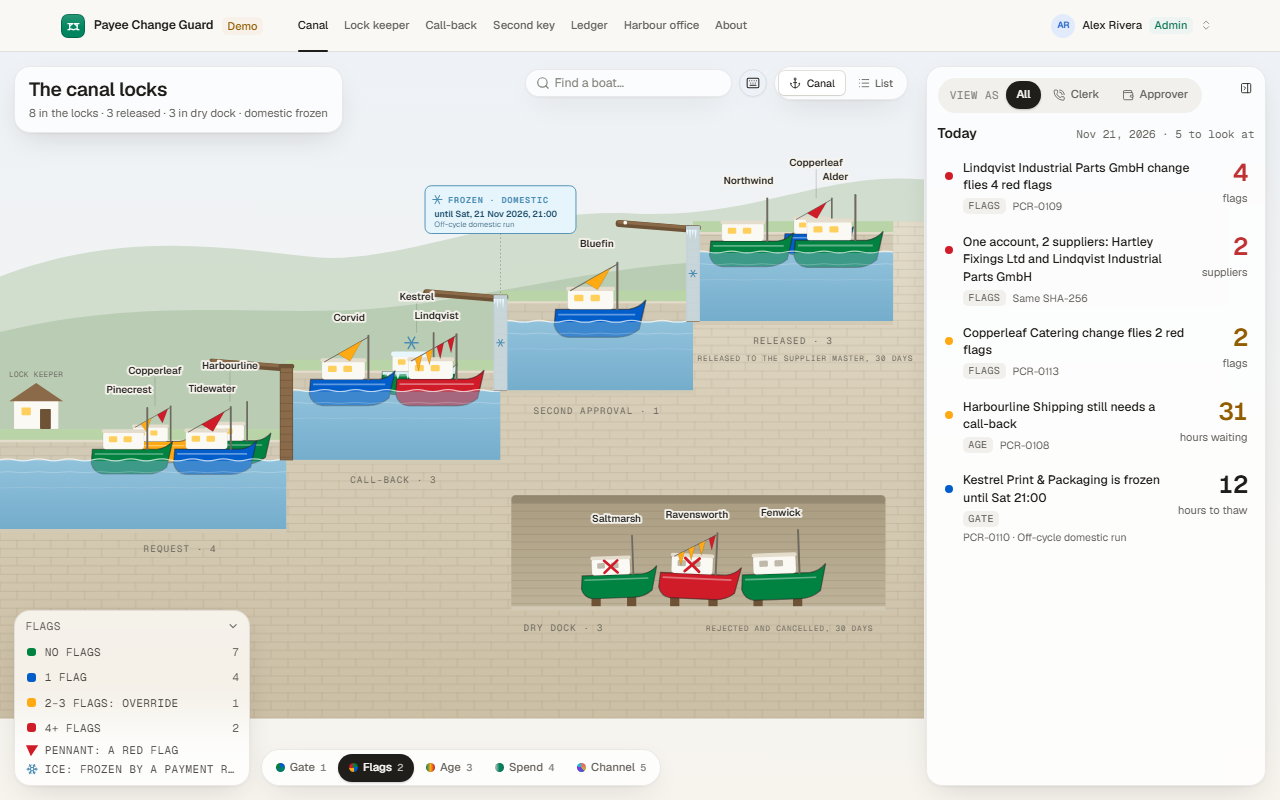 Payee Change Guard Demo
Canal Lock keeper Call-back Second key Ledger Harbour office About
AR Alex Rivera Admin
The canal locks
8 in the locks · 3 released · 3 in dry dock · domestic frozen
Find a boat…
Canal List
FROZEN · DOMESTIC
until Sat, 21 Nov 2026, 21:00
Off-cycle domestic run
Copperleaf
Northwind
Alder
Bluefin
Kestrel
Corvid
Lindqvist
Harbourline
Copperleaf
LOCK KEEPER
Pinecrest
Tidewater
RELEASED · 3
RELEASED TO THE SUPPLIER MASTER, 30 DAYS
SECOND APPROVAL · 1
CALL-BACK · 3
REQUEST · 4
Saltmarsh
Ravensworth
Fenwick
DRY DOCK · 3
REJECTED AND CANCELLED, 30 DAYS
FLAGS
NO FLAGS 7
1 FLAG 4
2–3 FLAGS: OVERRIDE 1
4+ FLAGS 2
PENNANT: A RED FLAG
ICE: FROZEN BY A PAYMENT R…
Gate 1 Flags 2 Age 3 Spend 4 Channel 5
VIEW AS All Clerk Approver
Today
Nov 21, 2026 · 5 to look at
Lindqvist Industrial Parts GmbH change
flies 4 red flags
FLAGS PCR-0109
4
flags
One account, 2 suppliers: Hartley
Fixings Ltd and Lindqvist Industrial
Parts GmbH
FLAGS Same SHA-256
2
suppliers
Copperleaf Catering change flies 2 red
flags
FLAGS PCR-0113
2
flags
Harbourline Shipping still needs a
call-back
AGE PCR-0108
31
hours waiting
Kestrel Print & Packaging is frozen
until Sat 21:00
GATE
PCR-0110 · Off-cycle domestic run
12
hours to thaw